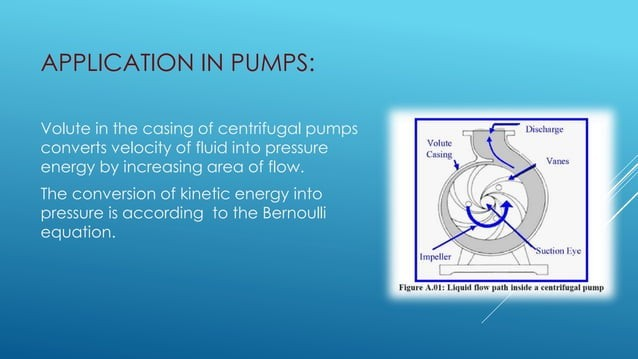 APPLICATION IN PUMPS:
Volute in the casing of centrifugal pumps
converts velocity of fluid into pressure
energy by increasing area of flow.
The conversion of kinetic energy into
pressure is according to the Bernoulli
equation.
Discharge
Volute
Casing
Vanes
Impeller
Suction Eye
Figure A.01: Liquid flow path inside a centrifugal pump